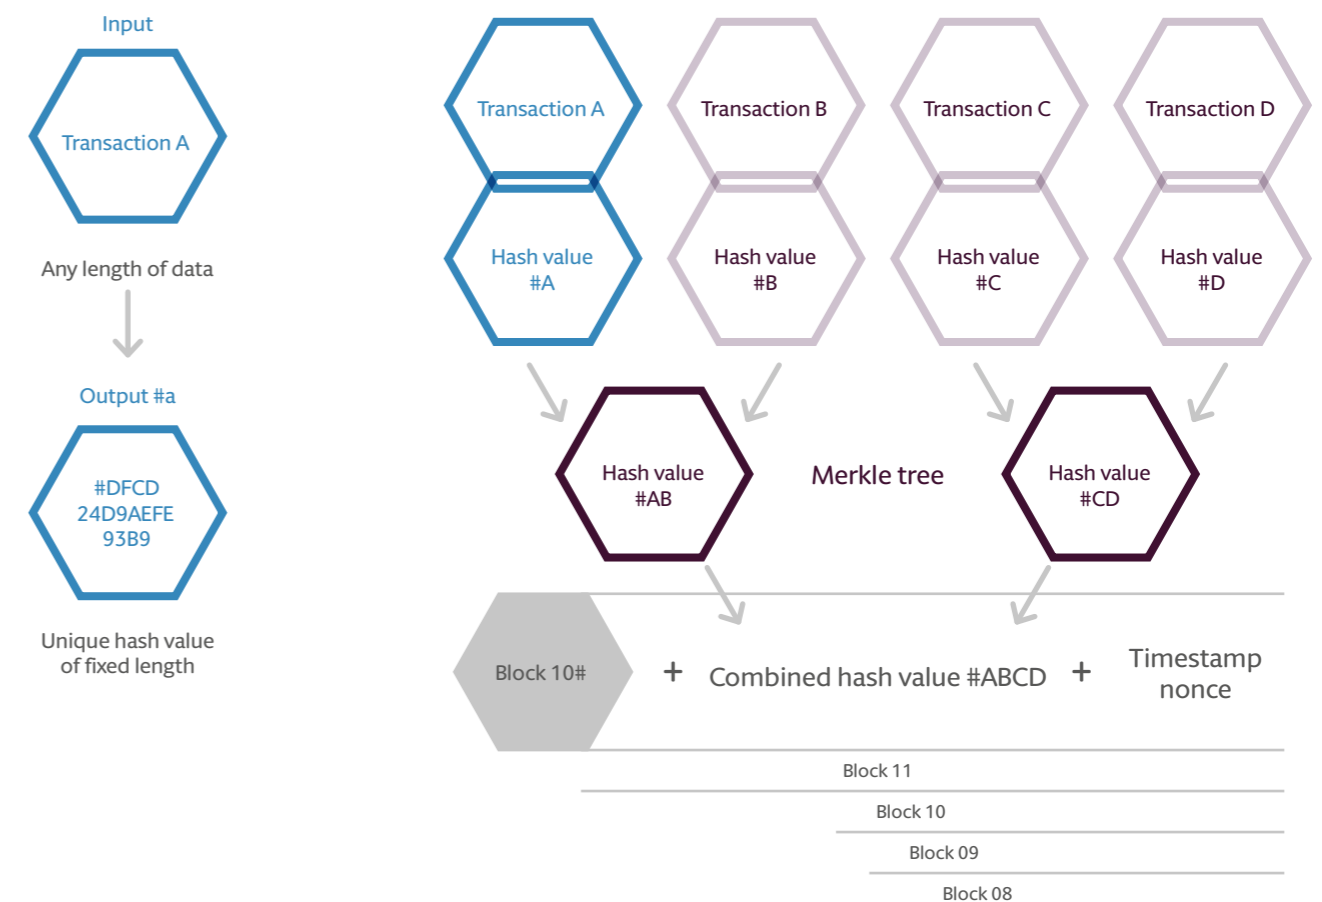 Input
Transaction A
Any length of data
Output #a
#DFCD
24D9AEFE
93B9
Unique hash value
of fixed length
Transaction A
Transaction B
Transaction C
Transaction D
Hash value
#A
Hash value
#B
Hash value
#C
Hash value
#D
Hash value
#AB
Merkle tree
Hash value
#CD
Block 10#
+
Combined hash value #ABCD
+
Timestamp
nonce
Block 11
Block 10
Block 09
Block 08